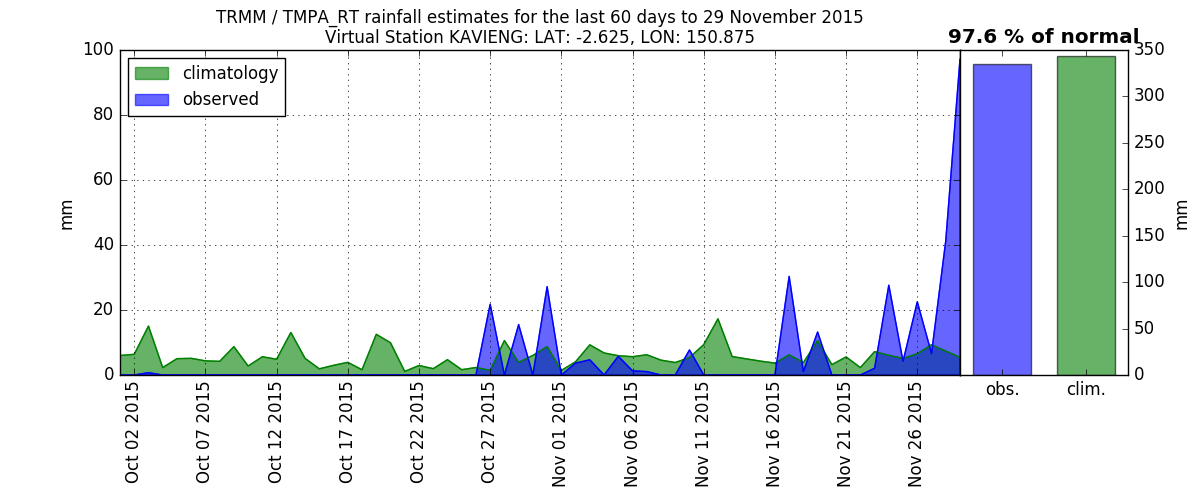 TRMM / TMPA_RT rainfall estimates for the last 60 days to 29 November 2015
Virtual Station KAVIENG: LAT: -2.625, LON: 150.875
97.6 % of normal
climatology
observed
mm
100
80
60
40
20
0
Oct 02 2015
Oct 07 2015
Oct 12 2015
Oct 17 2015
Oct 22 2015
Oct 27 2015
Nov 01 2015
Nov 06 2015
Nov 11 2015
Nov 16 2015
Nov 21 2015
Nov 26 2015
obs.
clim.
350
300
250
200
150
100
50
0
mm